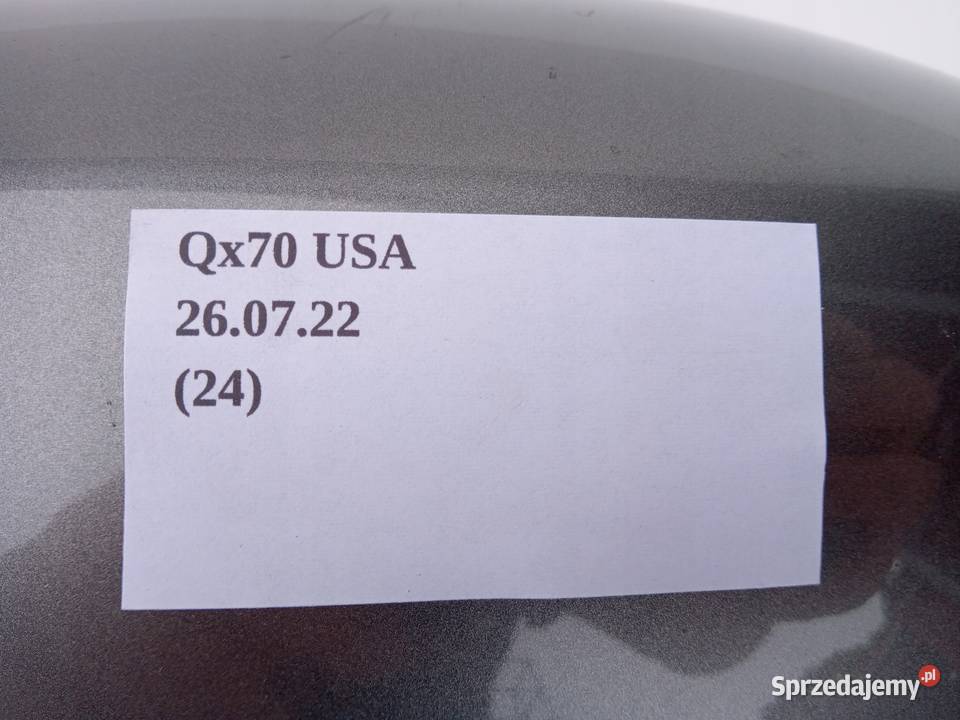 Qx70 USA
26.07.22
(24)
Sprzedajemy.pl